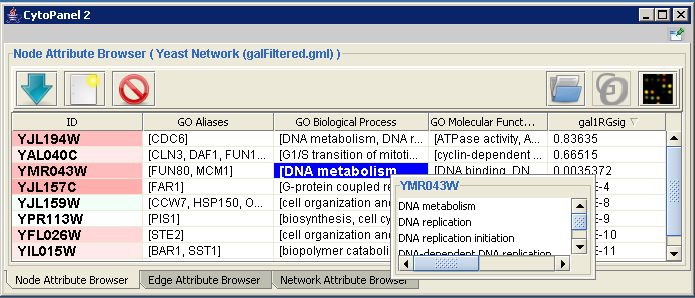 CytoPanel 2
Node Attribute Browser ( Yeast Network (galFiltered.gml) )
ID GO Aliases GO Biological Process GO Molecular Funct... gal1RGsig
YJL194W [CDC6] [DNA metabolism, DNA r... [ATPase activity, A... 0.83635
YAL040C [CLN3, DAF1, FUN1... [G1/S transition of mitoti... [cyclin-dependent ... 0.66515
YMR043W [FUN80, MCM1] [DNA metabolism, [DNA binding, DN... 0.0035372
YJL157C [FAR1] [G-protein coupled re E-4
YJL159W [CCW7, HSP150, O... [cell organization and E-8
YPR113W [PIS1] [biosynthesis, cell cy E-9
YFL026W [STE2] [cell organization and E-10
YIL015W [BAR1, SST1] [biopolymer cataboli E-11
YMR043W
DNA metabolism
DNA replication
DNA replication initiation
DNA-dependent DNA replication
Node Attribute Browser Edge Attribute Browser Network Attribute Browser